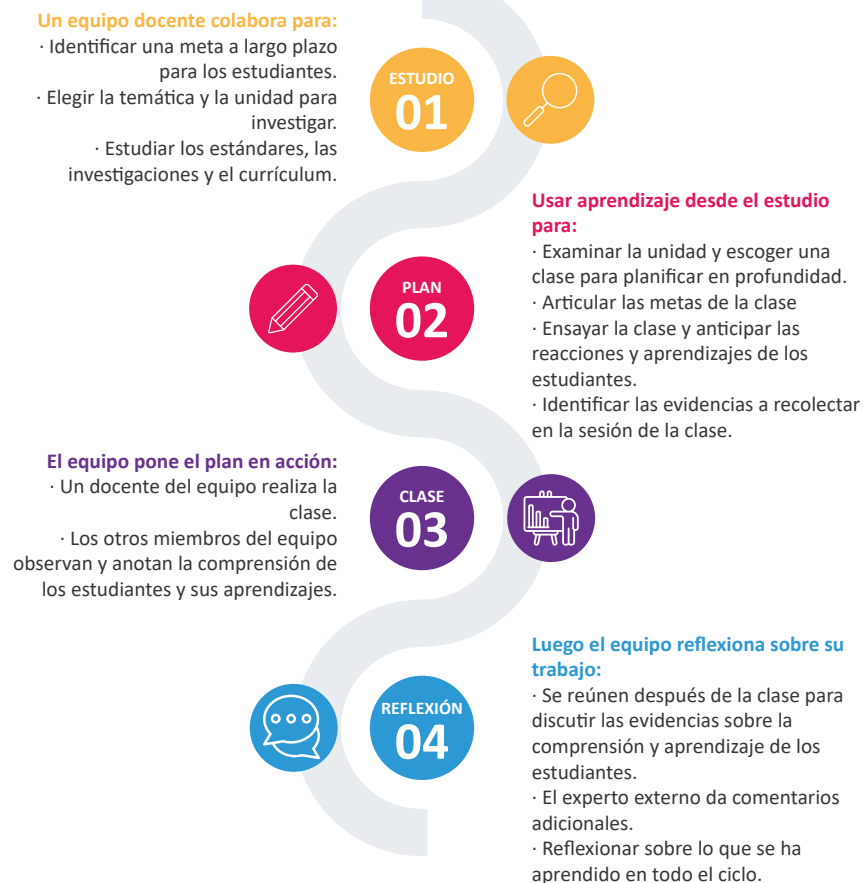 Un equipo docente colabora para:
· Identificar una meta a largo plazo
para los estudiantes.
· Elegir la temática y la unidad para
investigar.
· Estudiar los estándares, las
investigaciones y el currículum.
ESTUDIO
01
Usar aprendizaje desde el estudio
para:
· Examinar la unidad y escoger una
clase para planificar en profundidad.
· Articular las metas de la clase
· Ensayar la clase y anticipar las
reacciones y aprendizajes de los
estudiantes.
· Identificar las evidencias a recolectar
en la sesión de la clase.
PLAN
02
El equipo pone el plan en acción:
· Un docente del equipo realiza la
clase.
· Los otros miembros del equipo
observan y anotan la comprensión de
los estudiantes y sus aprendizajes.
CLASE
03
Luego el equipo reflexiona sobre su
trabajo:
· Se reúnen después de la clase para
discutir las evidencias sobre la
comprensión y aprendizaje de los
estudiantes.
· El experto externo da comentarios
adicionales.
· Reflexionar sobre lo que se ha
aprendido en todo el ciclo.
REFLEXIÓN
04